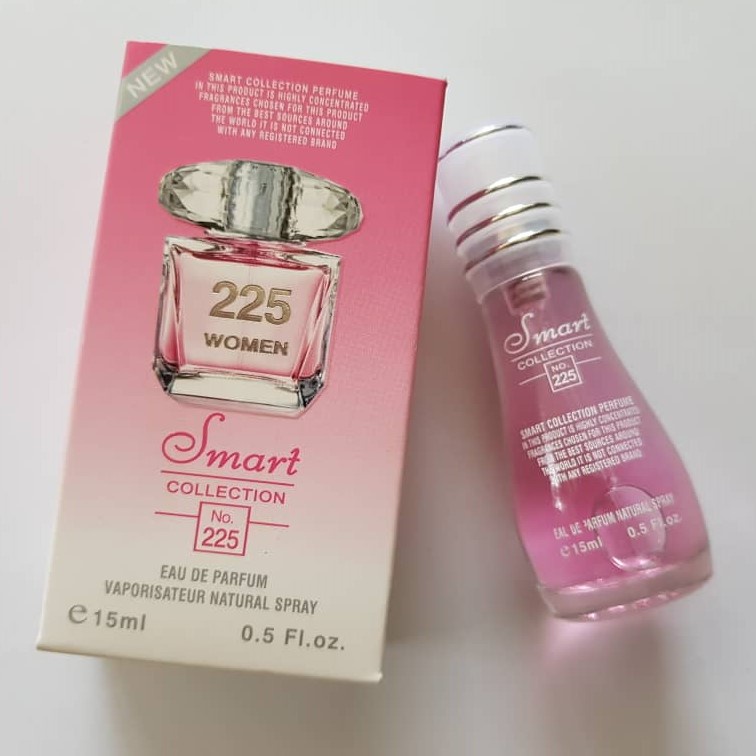 NEW
SMART COLLECTION PERFUME
IN THIS PRODUCT IS HIGHLY CONCENTRATED
FRAGRANCES CHOSEN FOR THIS PRODUCT
FROM THE BEST SOURCES AROUND
THE WORLD IT IS NOT CONNECTED
WITH ANY REGISTERED BRAND
225
WOMEN
Smart
COLLECTION
No.
225
EAU DE PARFUM
VAPORISATEUR NATURAL SPRAY
℮ 15ml 0.5 Fl.oz.
Smart
COLLECTION
No.
225
SMART COLLECTION PERFUME
IN THIS PRODUCT IS HIGHLY CONCENTRATED
FRAGRANCES CHOSEN FOR THIS PRODUCT
FROM THE BEST SOURCES AROUND
THE WORLD IT IS NOT CONNECTED
WITH ANY REGISTERED BRAND
EAU DE PARFUM NATURAL SPRAY
℮ 15ml 0.5 Fl.oz.